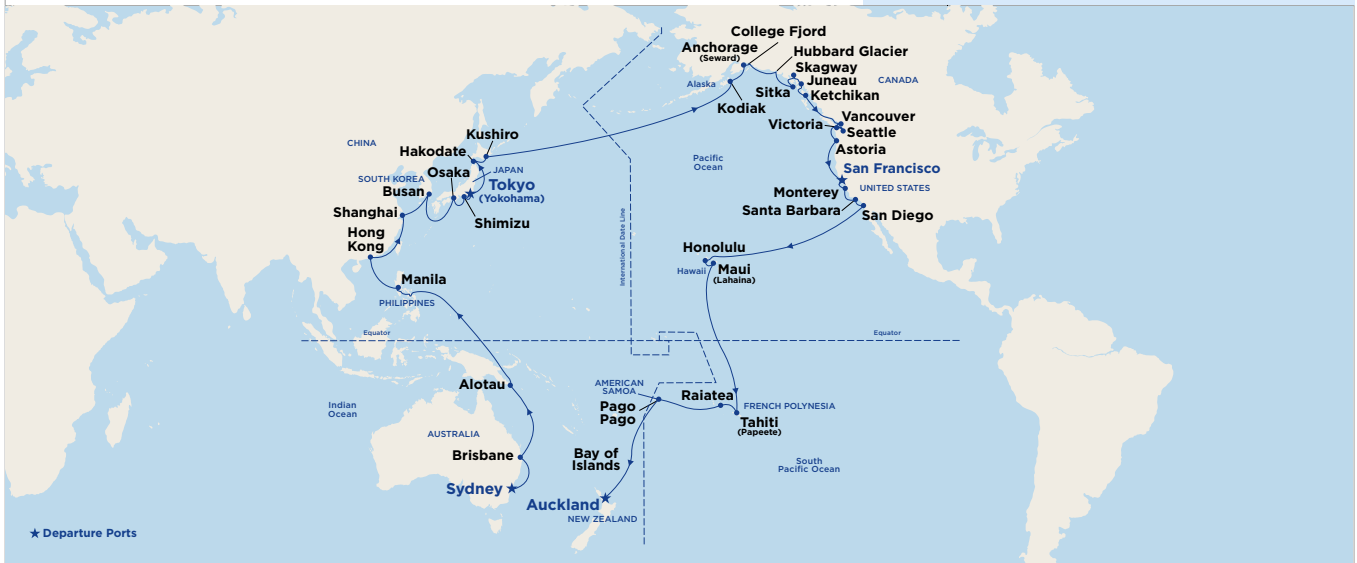 College Fjord
Anchorage
(Seward)
Hubbard Glacier
Skagway
Alaska
Juneau
CANADA
Sitka
Ketchikan
Kodiak
Vancouver
Victoria
Seattle
Kushiro
Astoria
CHINA
Hakodate
Pacific
Ocean
San Francisco
Osaka
JAPAN
SOUTH KOREA
Tokyo
(Yokohama)
Busan
Monterey
UNITED STATES
Shanghai
Santa Barbara
San Diego
Shimizu
Hong
Kong
International Date Line
Honolulu
Hawaii
Maui
(Lahaina)
Manila
PHILIPPINES
Equator
Equator
Alotau
AMERICAN
SAMOA
Raiatea
Indian
Ocean
Pago
Pago
FRENCH POLYNESIA
Tahiti
(Papeete)
AUSTRALIA
Brisbane
Bay of
Islands
South
Pacific Ocean
Sydney
Auckland
NEW ZEALAND
Departure Ports